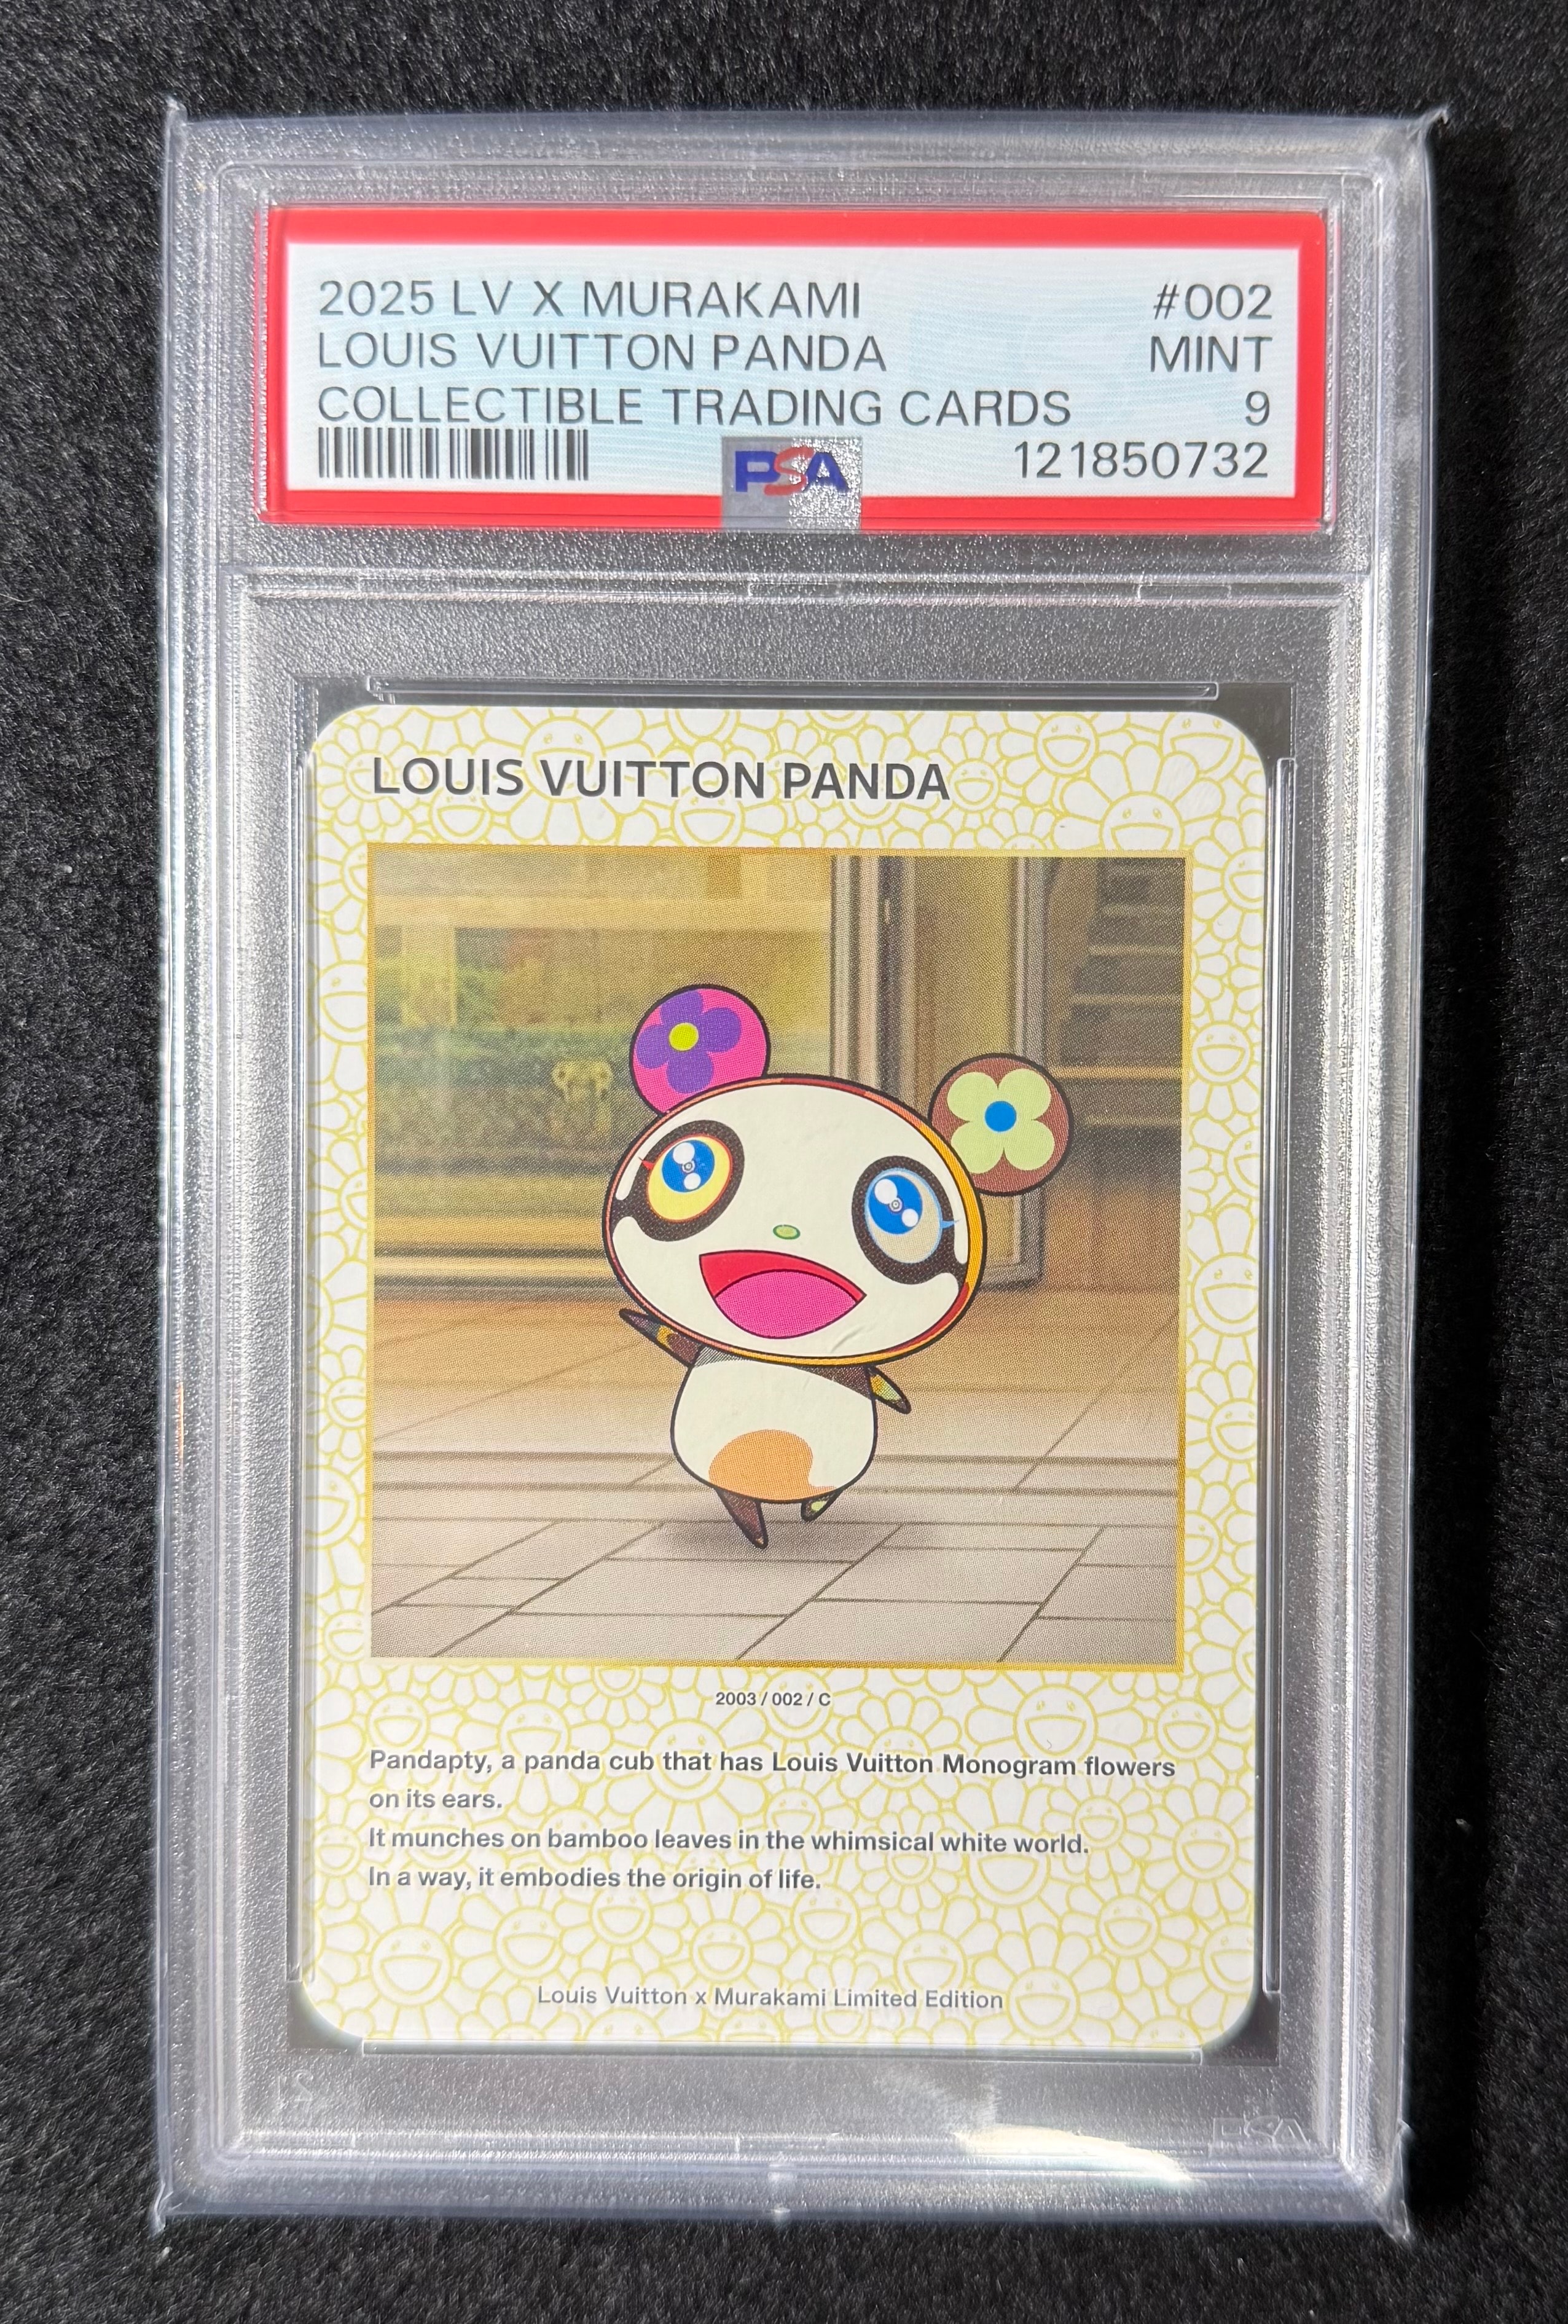 2025 LV X MURAKAMI #002
LOUIS VUITTON PANDA MINT
COLLECTIBLE TRADING CARDS 9
PSA 121850732
LOUIS VUITTON PANDA
2003 / 002 / C
Pandapty, a panda cub that has Louis Vuitton Monogram flowers
on its ears.
It munches on bamboo leaves in the whimsical white world.
In a way, it embodies the origin of life.
Louis Vuitton x Murakami Limited Edition
PSA